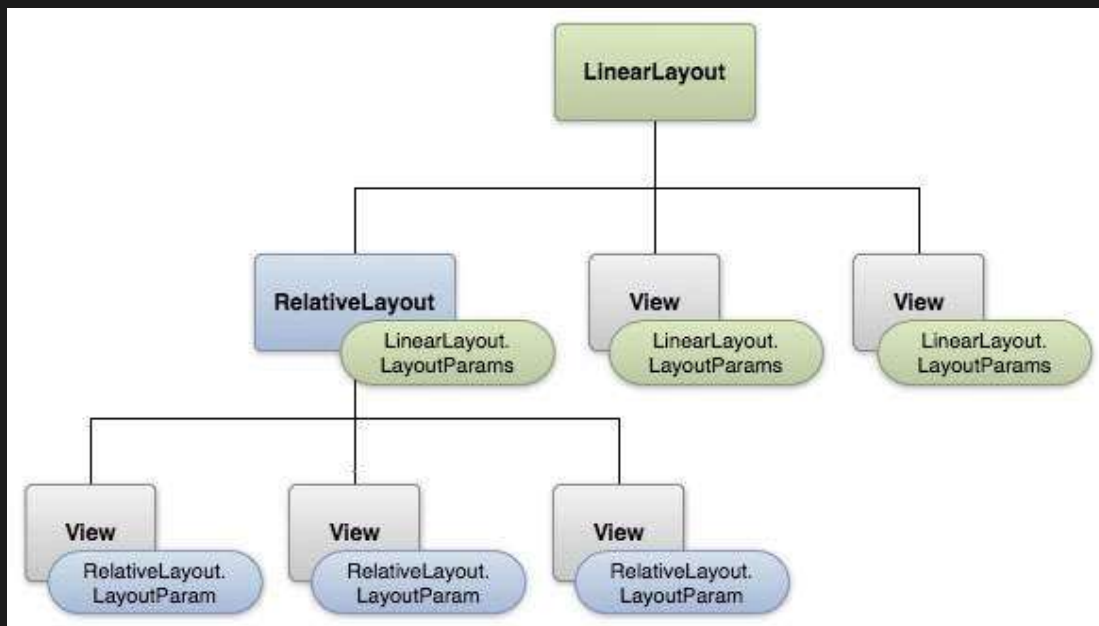 LinearLayout
RelativeLayout
LinearLayout.
LayoutParams
View
LinearLayout.
LayoutParams
View
LinearLayout.
LayoutParams
View
RelativeLayout.
LayoutParam
View
RelativeLayout.
LayoutParam
View
RelativeLayout.
LayoutParam